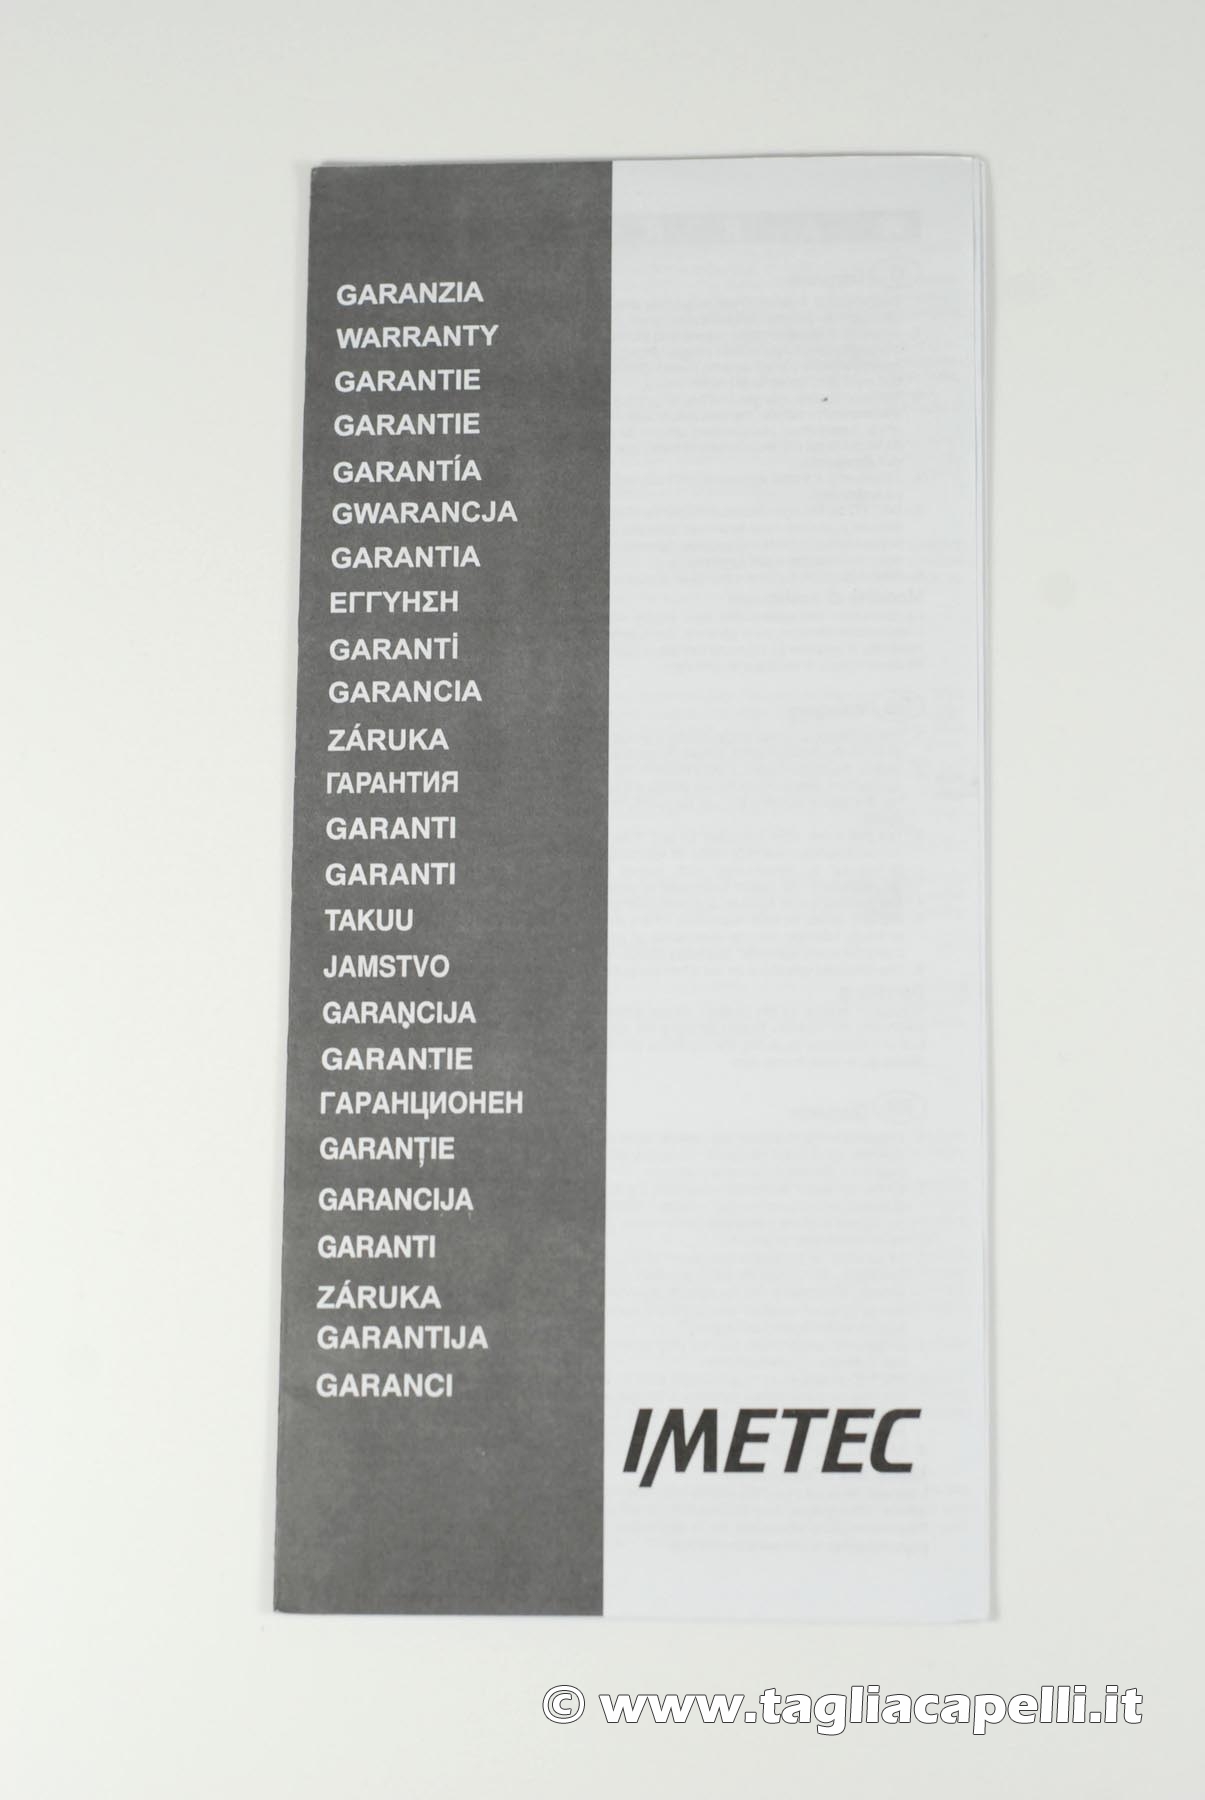 GARANZIA
WARRANTY
GARANTIE
GARANTIE
GARANTÍA
GWARANCJA
GARANTIA
ΕΓΓΥΗΣΗ
GARANTİ
GARANCIA
ZÁRUKA
ГАРАНТИЯ
GARANTI
GARANTI
TAKUU
JAMSTVO
GARAŅCIJA
GARANTIE
ГАРАНЦИОНЕН
GARANȚIE
GARANCIJA
GARANTI
ZÁRUKA
GARANTIJA
GARANCI
IMETEC
© www.tagliacapelli.it